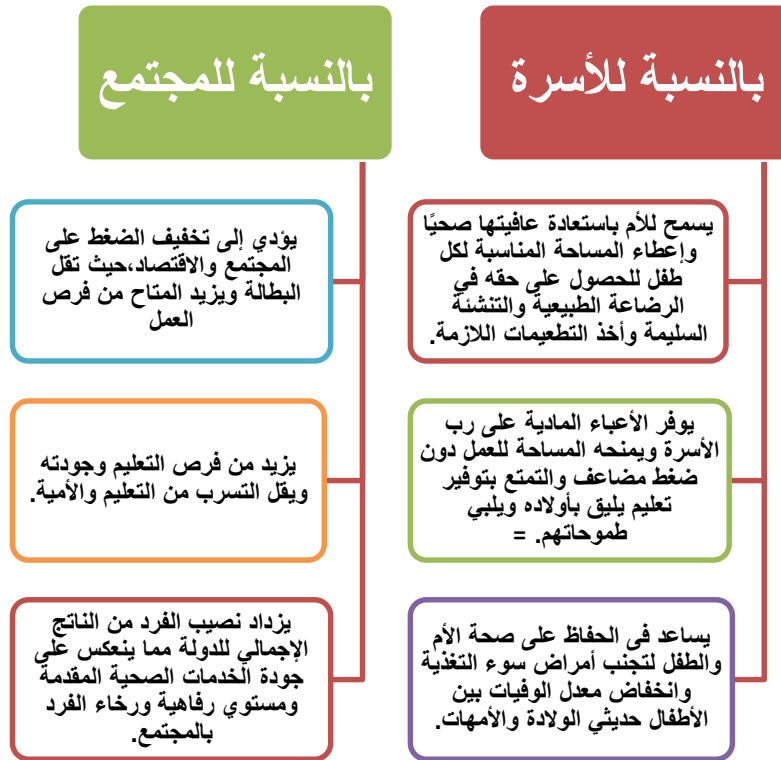 بالنسبة للأسرة
يسمح للأم باستعادة عافيتها صحيًا
وإعطاء المساحة المناسبة لكل
طفل للحصول على حقه في
الرضاعة الطبيعية والتنشئة
السليمة وأخذ التطعيمات اللازمة.
يوفر الأعباء المادية على رب
الأسرة ويمنحه المساحة للعمل دون
ضغط مضاعف والتمتع بتوفير
تعليم يليق بأولاده ويلبي
طموحاتهم. =
يساعد فى الحفاظ على صحة الأم
والطفل لتجنب أمراض سوء التغذية
وانخفاض معدل الوفيات بين
الأطفال حديثي الولادة والأمهات.
بالنسبة للمجتمع
يؤدي إلى تخفيف الضغط على
المجتمع والاقتصاد،حيث تقل
البطالة ويزيد المتاح من فرص
العمل
يزيد من فرص التعليم وجودته
ويقل التسرب من التعليم والأمية.
يزداد نصيب الفرد من الناتج
الإجمالي للدولة مما ينعكس على
جودة الخدمات الصحية المقدمة
ومستوي رفاهية ورخاء الفرد
بالمجتمع.